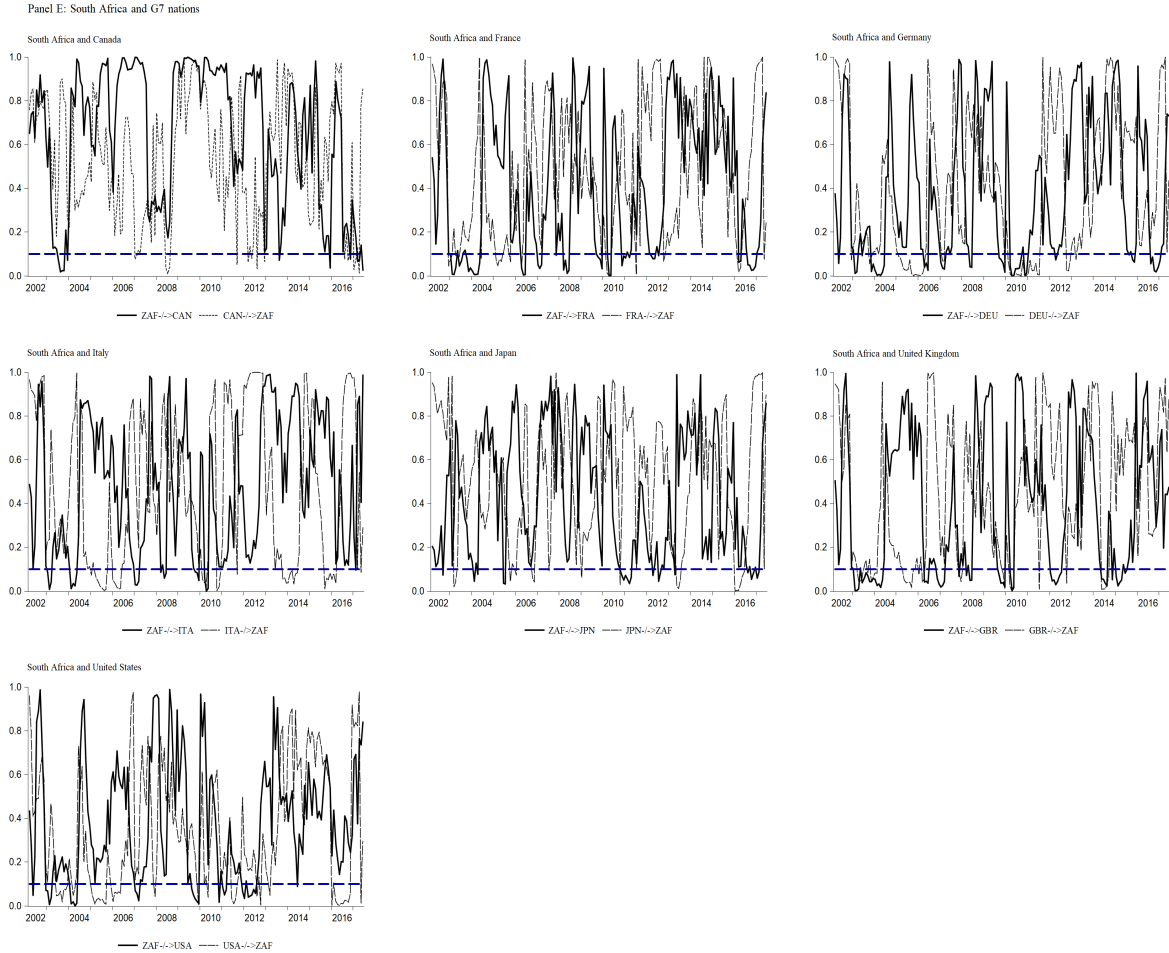 Panel E: South Africa and G7 nations
South Africa and Canada
1.0
0.8
0.6
0.4
0.2
0.0
2002 2004 2006 2008 2010 2012 2014 2016
ZAF-/->CAN CAN-/->ZAF
South Africa and France
1.0
0.8
0.6
0.4
0.2
0.0
2002 2004 2006 2008 2010 2012 2014 2016
ZAF-/->FRA FRA-/->ZAF
South Africa and Germany
1.0
0.8
0.6
0.4
0.2
0.0
2002 2004 2006 2008 2010 2012 2014 2016
ZAF-/->DEU DEU-/->ZAF
South Africa and Italy
1.0
0.8
0.6
0.4
0.2
0.0
2002 2004 2006 2008 2010 2012 2014 2016
ZAF-/->ITA ITA-/->ZAF
South Africa and Japan
1.0
0.8
0.6
0.4
0.2
0.0
2002 2004 2006 2008 2010 2012 2014 2016
ZAF-/->JPN JPN-/->ZAF
South Africa and United Kingdom
1.0
0.8
0.6
0.4
0.2
0.0
2002 2004 2006 2008 2010 2012 2014 2016
ZAF-/->GBR GBR-/->ZAF
South Africa and United States
1.0
0.8
0.6
0.4
0.2
0.0
2002 2004 2006 2008 2010 2012 2014 2016
ZAF-/->USA USA-/->ZAF